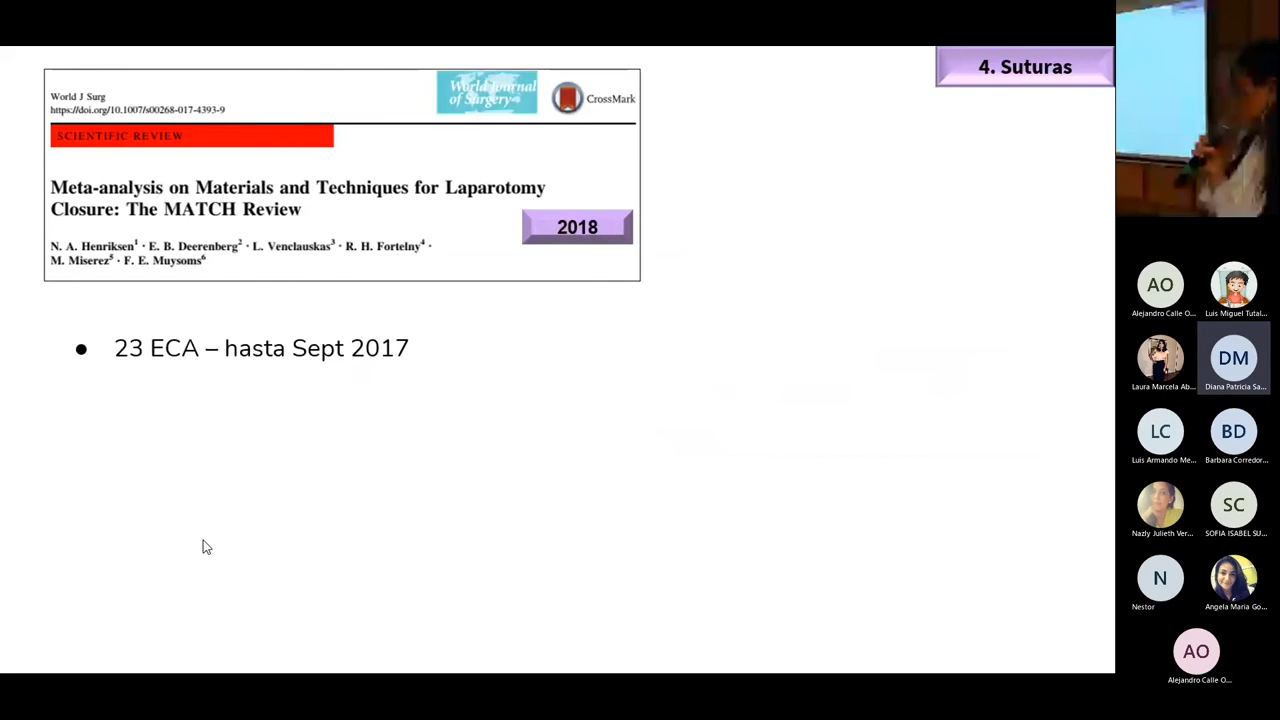 4. Suturas
World J Surg
https://doi.org/10.1007/s00268-017-4393-9
World Journal
of Surgery
CrossMark
SCIENTIFIC REVIEW
Meta-analysis on Materials and Techniques for Laparotomy
Closure: The MATCH Review
2018
N. A. Henriksen1 · E. B. Deerenberg2 · L. Venclauskas3 · R. H. Fortelny4 ·
M. Miserez5 · F. E. Muysoms6
● 23 ECA – hasta Sept 2017
AO
Alejandro Calle O...
Luis Miguel Tutal...
Laura Marcela Ab...
DM
Diana Patricia Sa...
LC
Luis Armando Me...
BD
Barbara Corredor...
Nazly Julieth Ver...
SC
SOFIA ISABEL SU...
N
Nestor
Angela Maria Go...
AO
Alejandro Calle O...